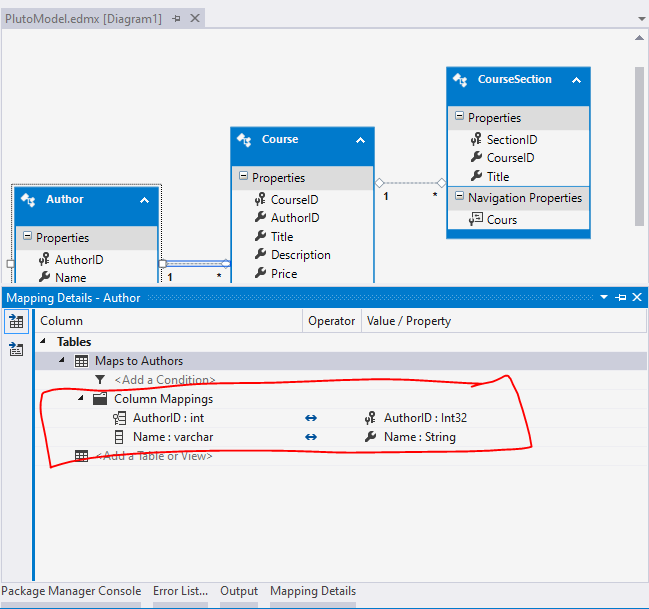 PlutoModel.edmx [Diagram1]
CourseSection
Properties
SectionID
CourseID
Title
Navigation Properties
Cours
Course
Properties
CourseID
AuthorID
Title
Description
Price
1 *
Author
Properties
AuthorID
Name
1 *
Mapping Details - Author
Column Operator Value / Property
Tables
Maps to Authors
<Add a Condition>
Column Mappings
AuthorID : int AuthorID : Int32
Name : varchar Name : String
<Add a Table or View>
Package Manager Console Error List... Output Mapping Details